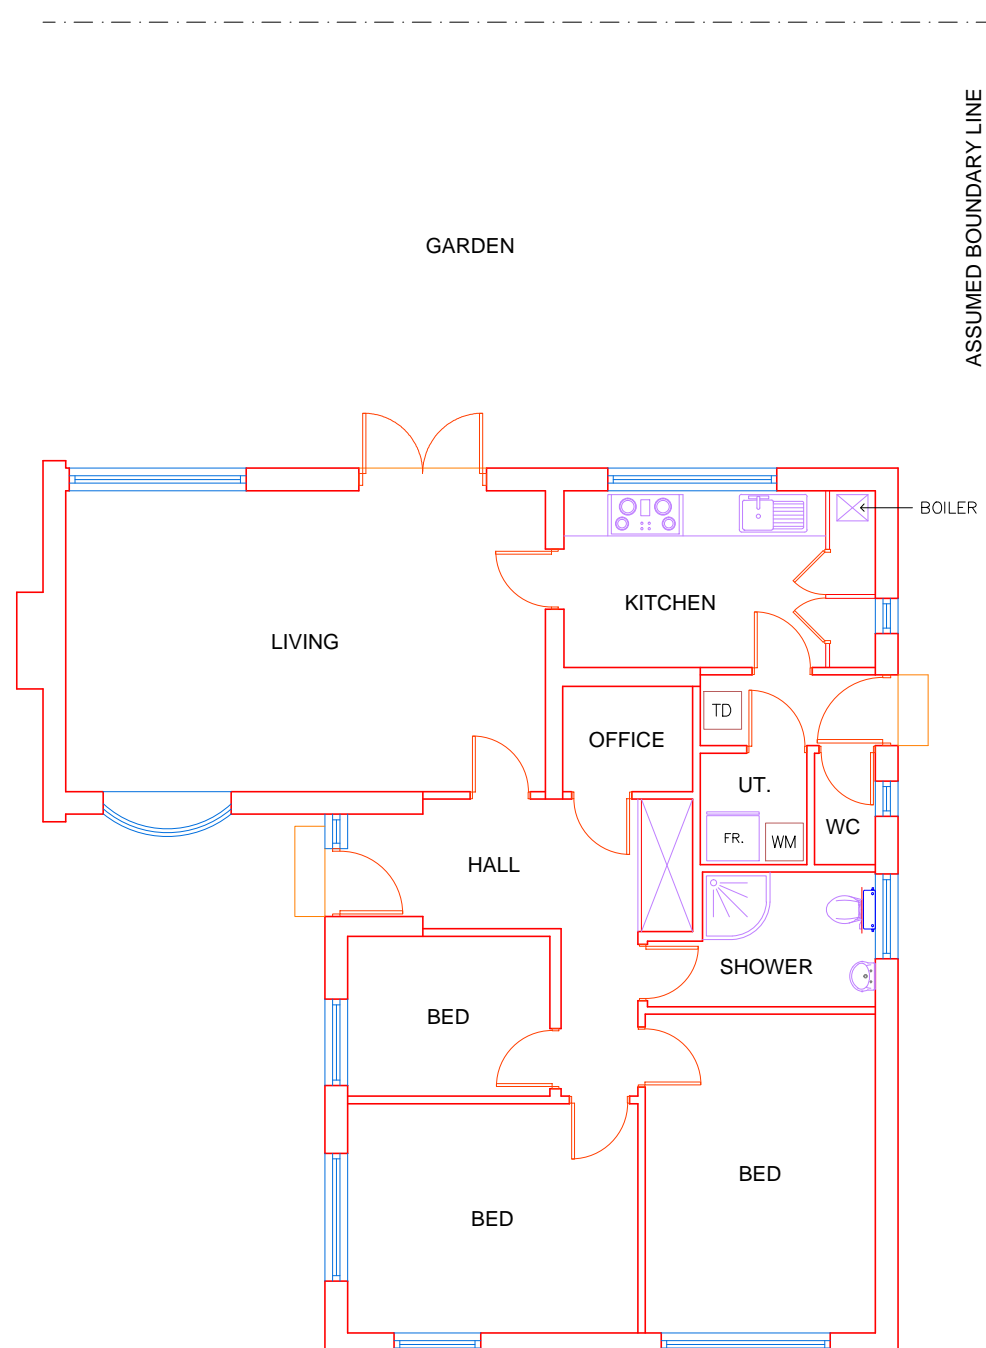 ASSUMED BOUNDARY LINE
GARDEN
BOILER
KITCHEN
LIVING
TD
OFFICE
UT.
WC
FR.
WM
HALL
SHOWER
BED
BED
BED